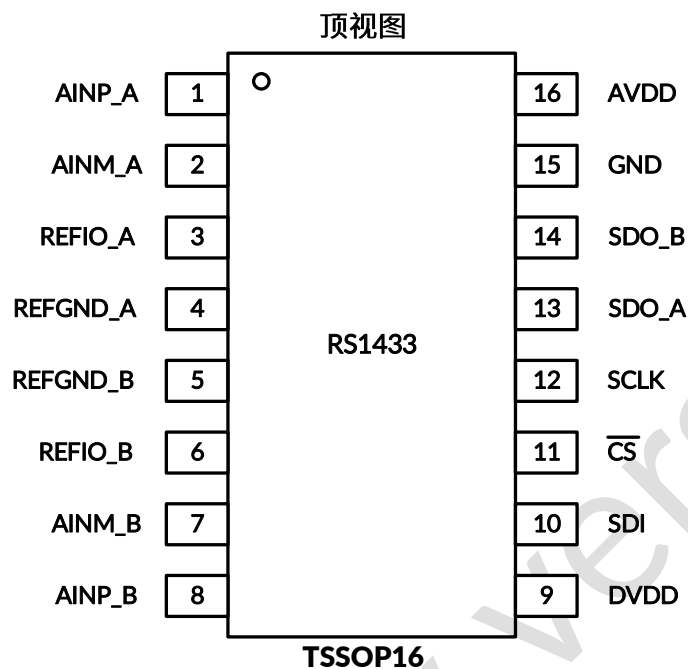 顶视图
AINP_A 1 16 AVDD
AINM_A 2 15 GND
REFIO_A 3 14 SDO_B
REFGND_A 4 13 SDO_A
RS1433
REFGND_B 5 12 SCLK
REFIO_B 6 11 C̅S̅
AINM_B 7 10 SDI
AINP_B 8 9 DVDD
TSSOP16